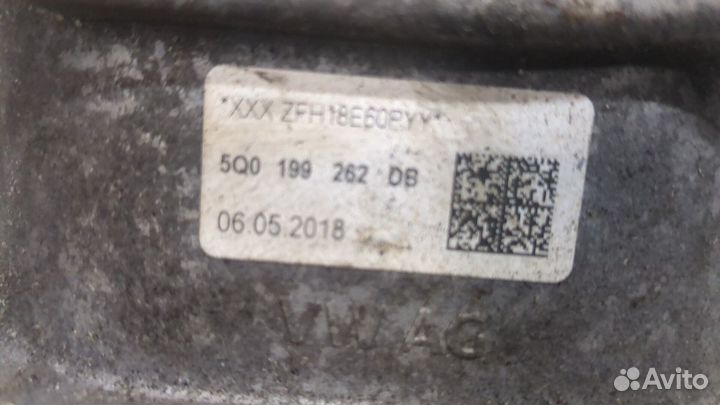 *XXX ZFH18E60PYY*
5Q0 199 262 DB
06.05.2018
VW AG
Avito